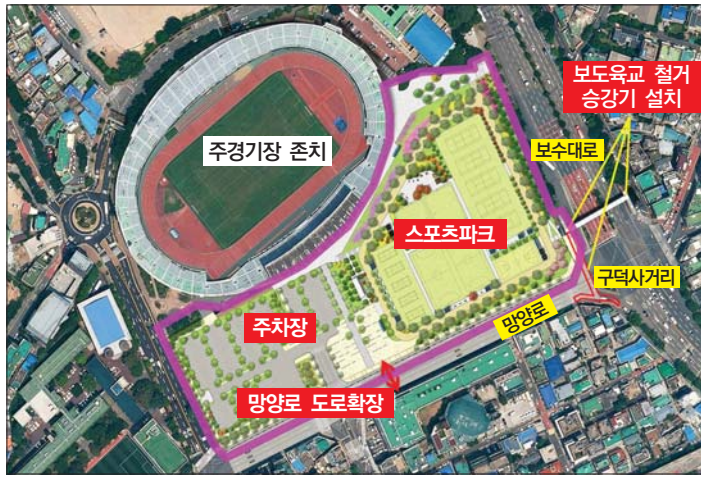 보도육교 철거
승강기 설치
주경기장 존치
보수대로
스포츠파크
구덕사거리
망양로
주차장
망양로 도로확장